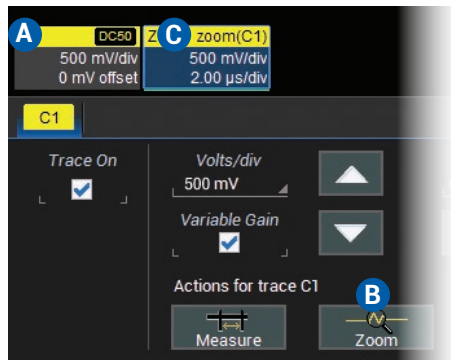 A DC50 Z C zoom(C1)
500 mV/div 500 mV/div
0 mV offset 2.00 µs/div
C1
Trace On Volts/div
500 mV
Variable Gain
Actions for trace C1
B
Measure Zoom